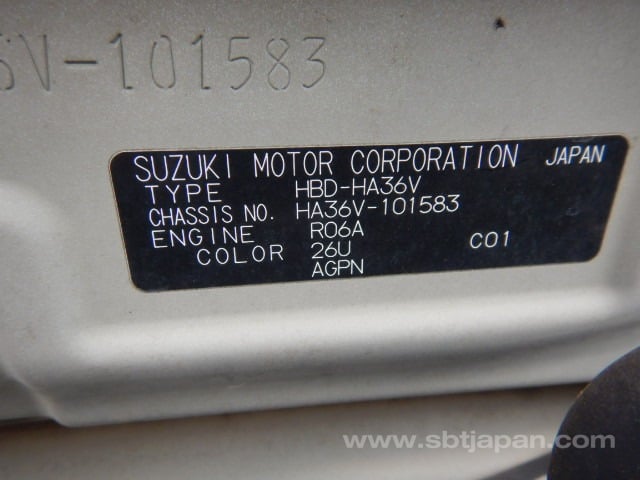 6V-101583
SUZUKI MOTOR CORPORATION JAPAN
TYPE HBD-HA36V
CHASSIS NO. HA36V-101583
ENGINE R06A
COLOR 26U C01
AGPN
www.sbtjapan.com